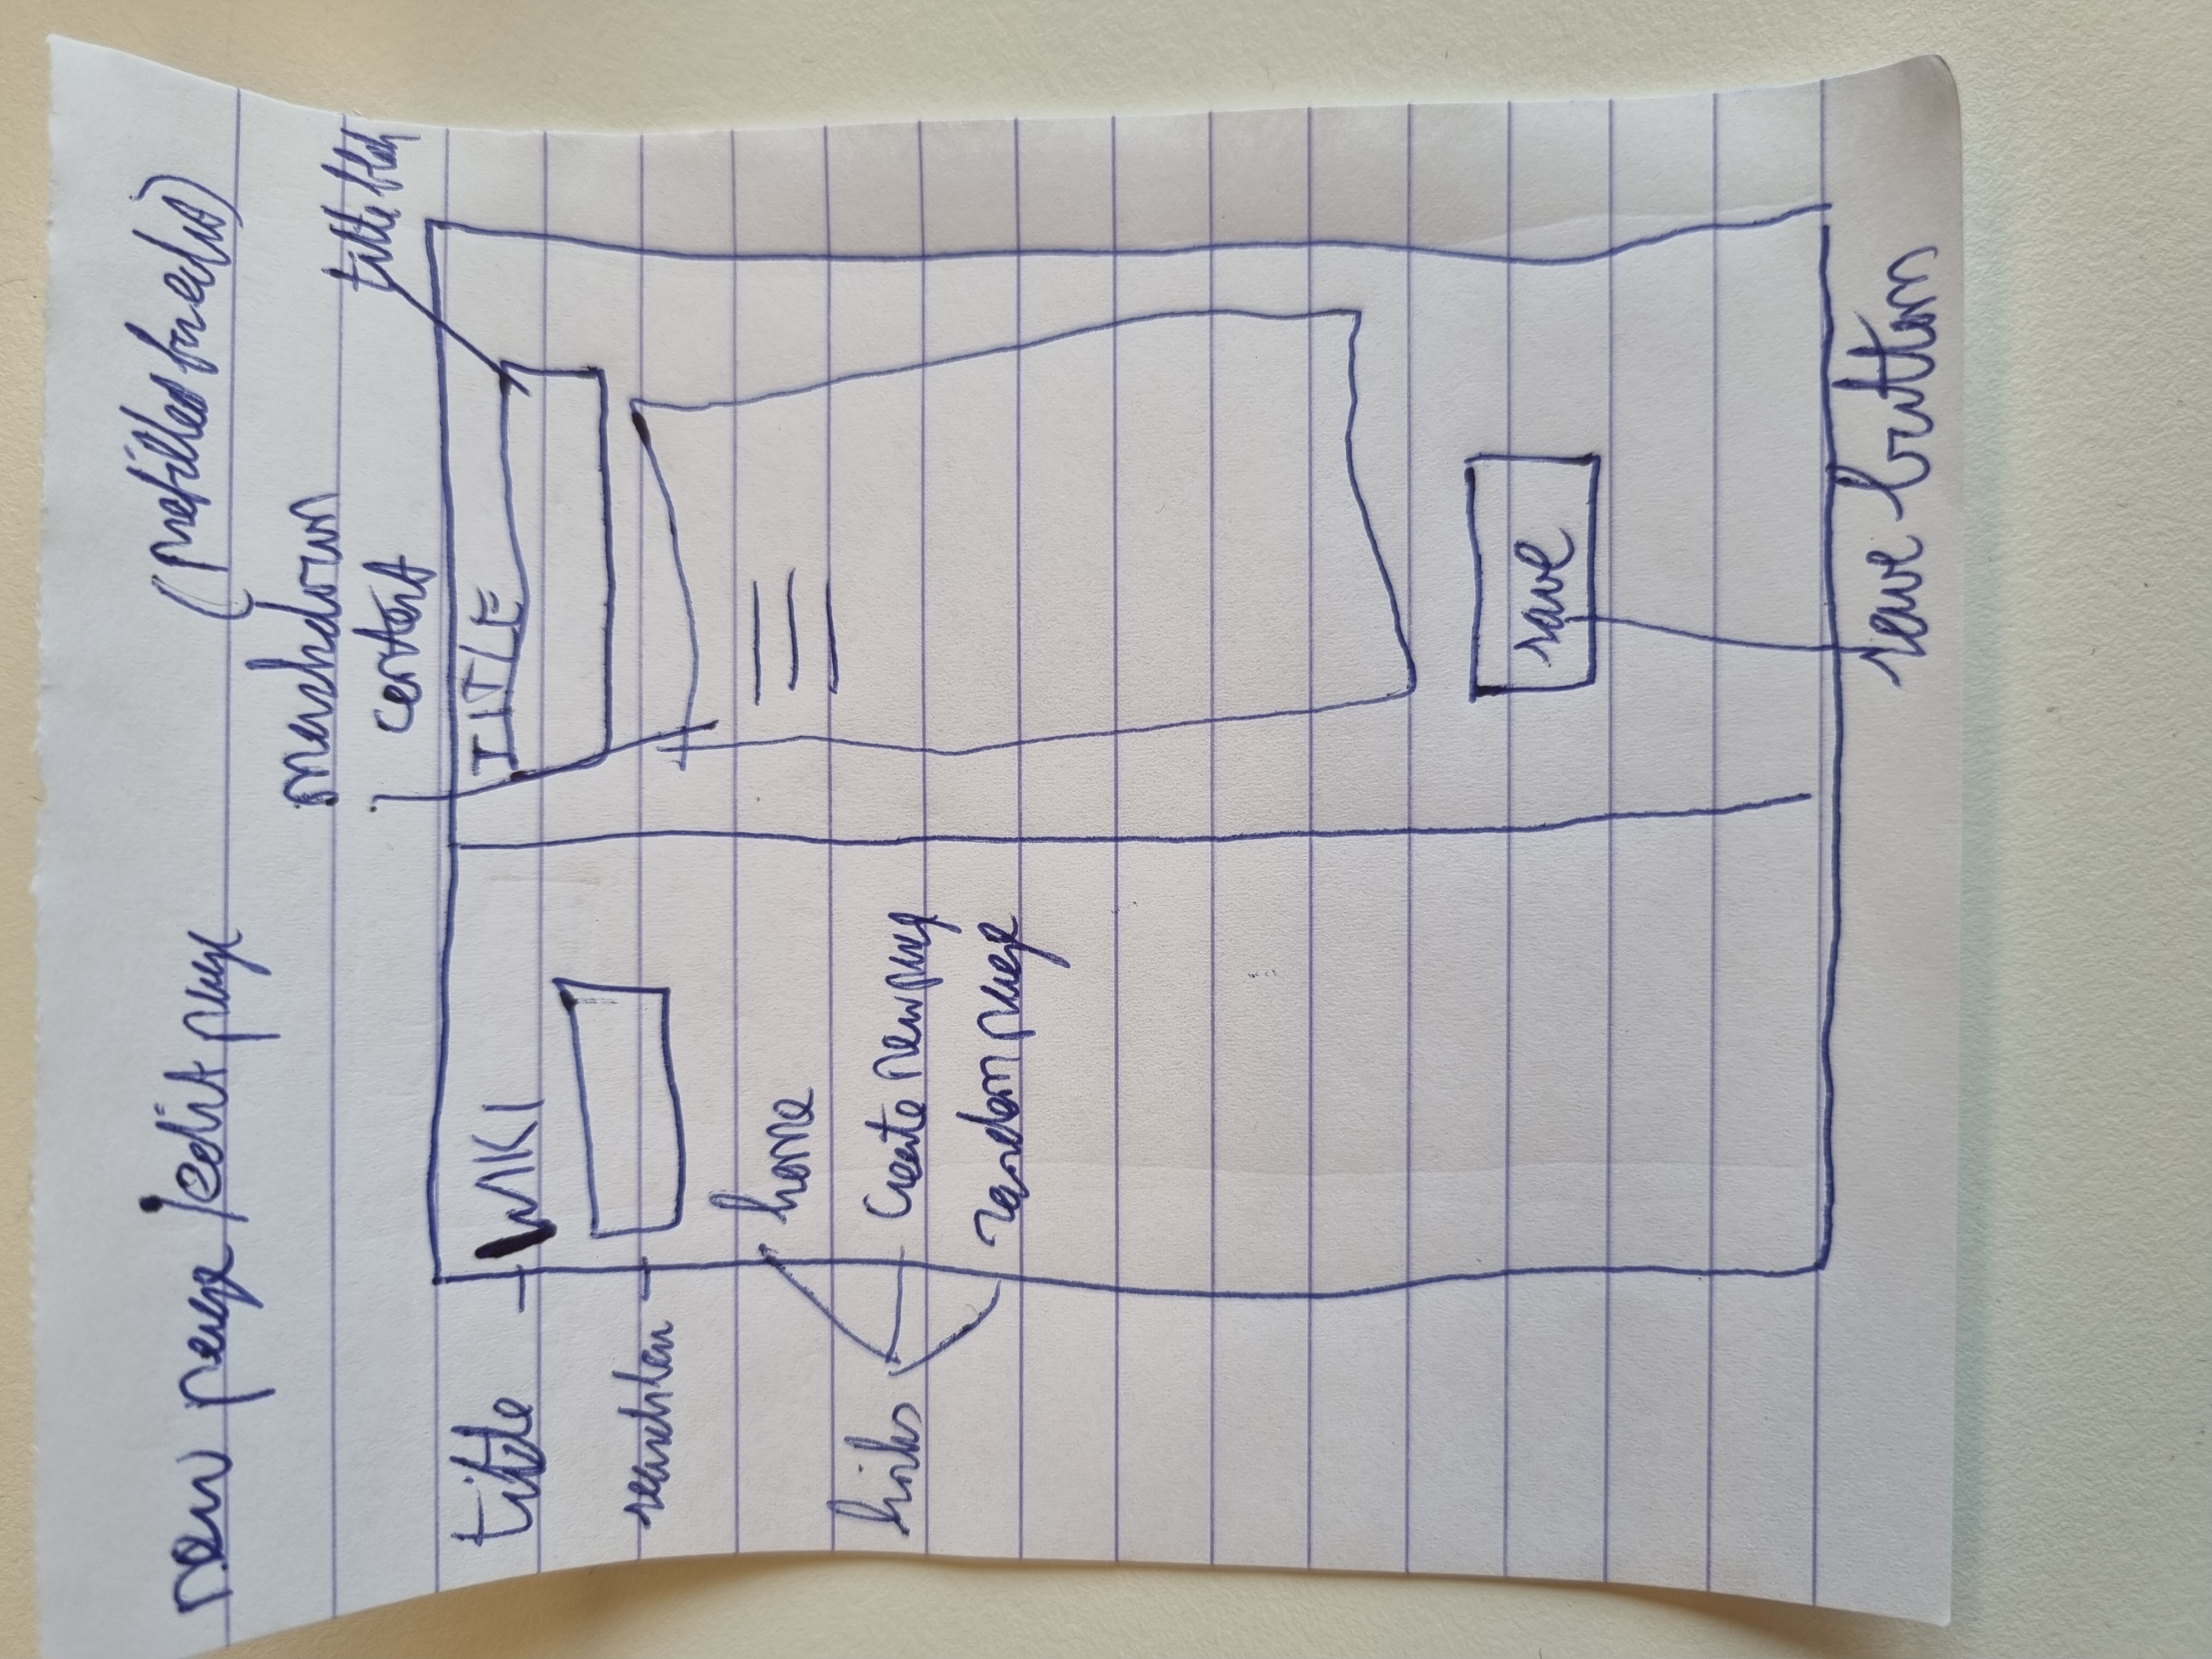 new page / edit page
(prefilled for edit)
markdown
content
title
title
WIKI
TITLE
searchbar
home
links
Create new page
random page
save
save button